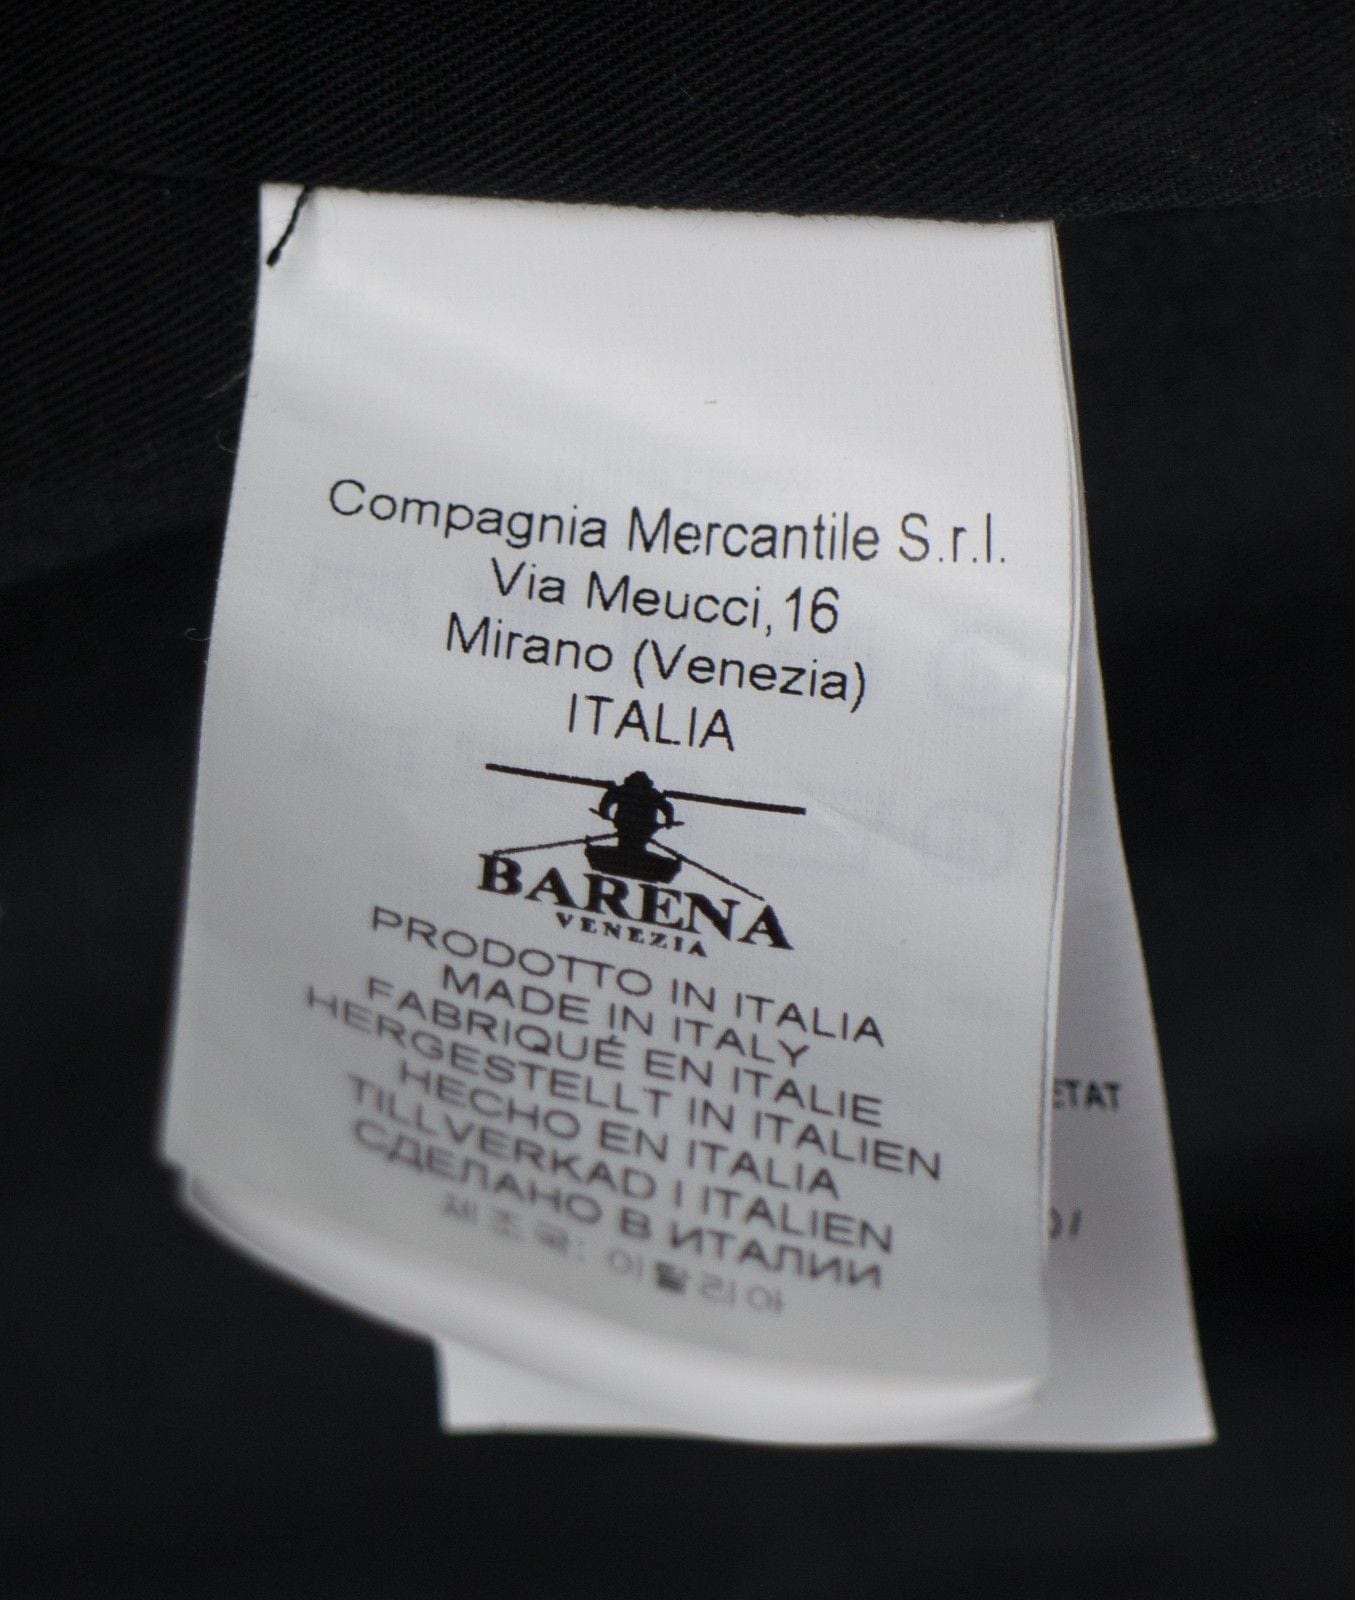 Compagnia Mercantile S.r.l.
Via Meucci, 16
Mirano (Venezia)
ITALIA
BARENA
VENEZIA
PRODOTTO IN ITALIA
MADE IN ITALY
FABRIQUÉ EN ITALIE
HERGESTELLT IN ITALIEN
HECHO EN ITALIA
TILLVERKAD I ITALIEN
СДЕЛАНО В ИТАЛИИ
제조국: 이탈리아
ETAT